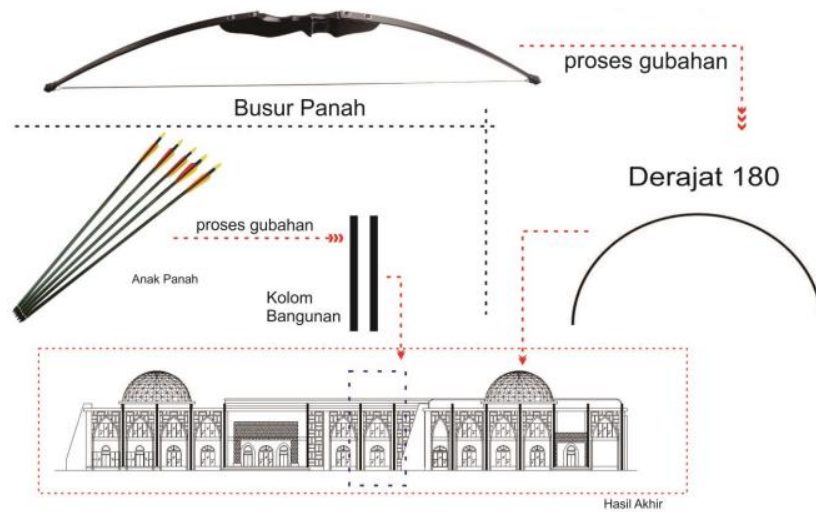 proses gubahan
Busur Panah
Derajat 180
proses gubahan
Anak Panah
Kolom
Bangunan
Hasil Akhir